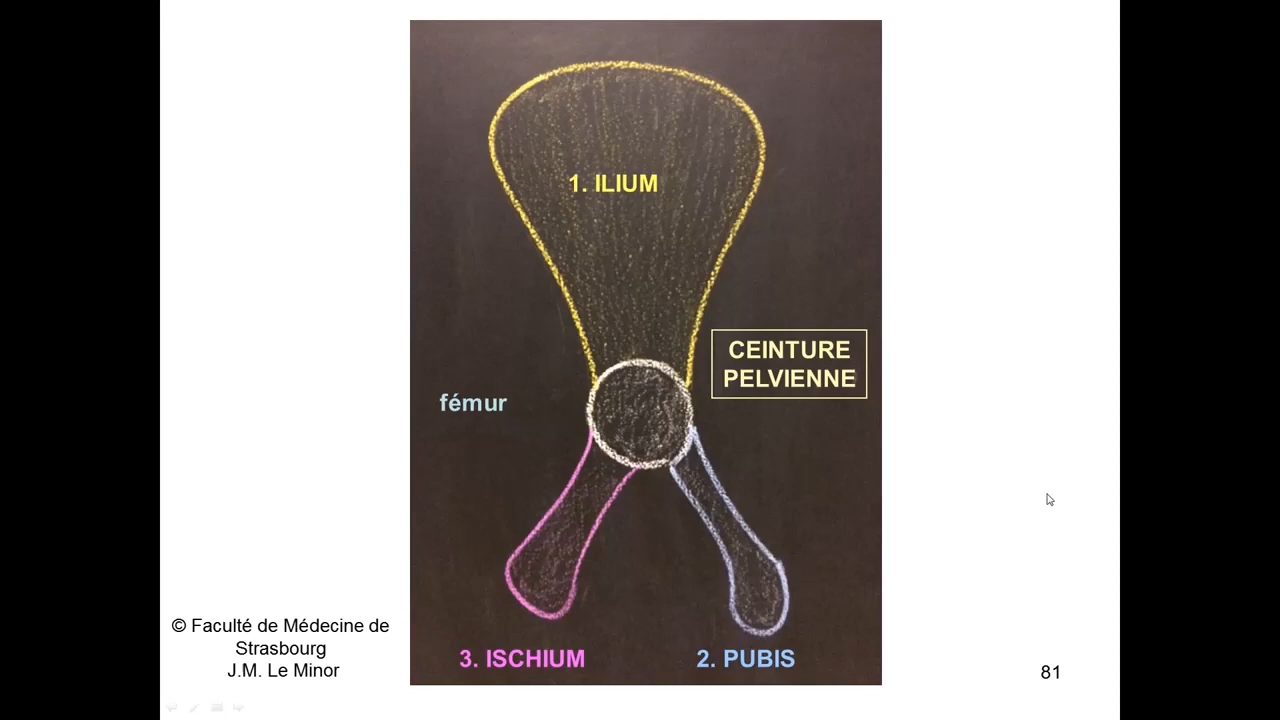 1. ILIUM
CEINTURE
PELVIENNE
fémur
3. ISCHIUM
2. PUBIS
© Faculté de Médecine de
Strasbourg
J.M. Le Minor
81